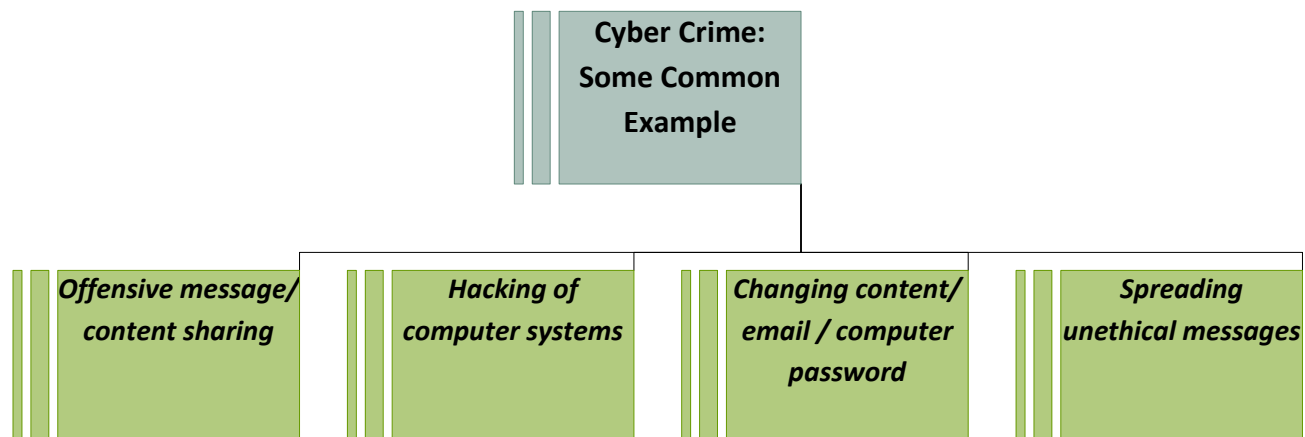 Cyber Crime:
Some Common
Example
Offensive message/
content sharing
Hacking of
computer systems
Changing content/
email / computer
password
Spreading
unethical messages